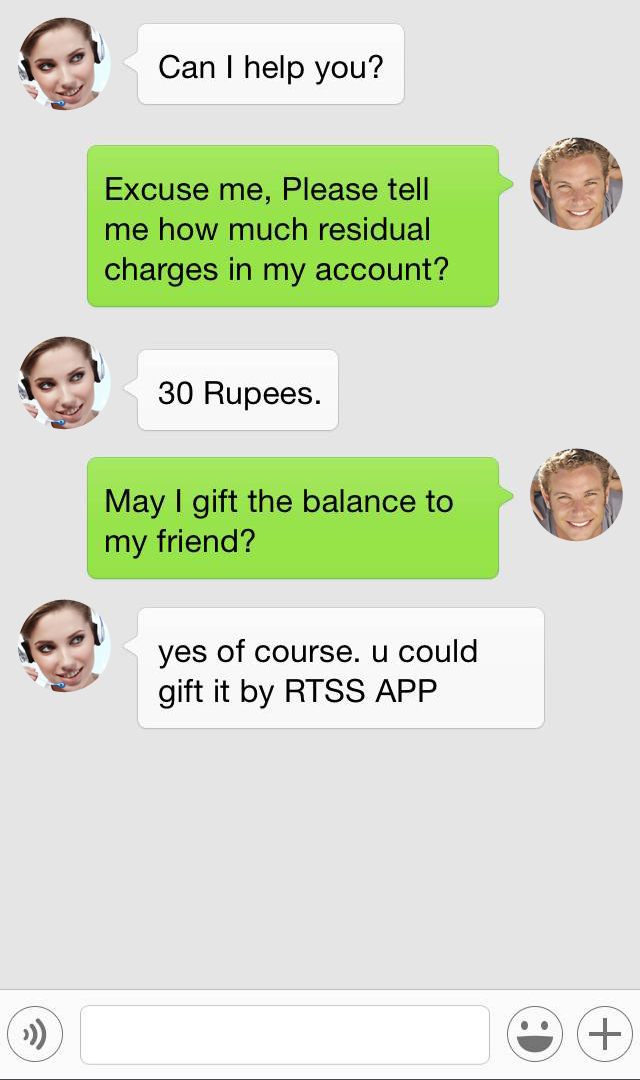 Can I help you?
Excuse me, Please tell
me how much residual
charges in my account?
30 Rupees.
May I gift the balance to
my friend?
yes of course. u could
gift it by RTSS APP